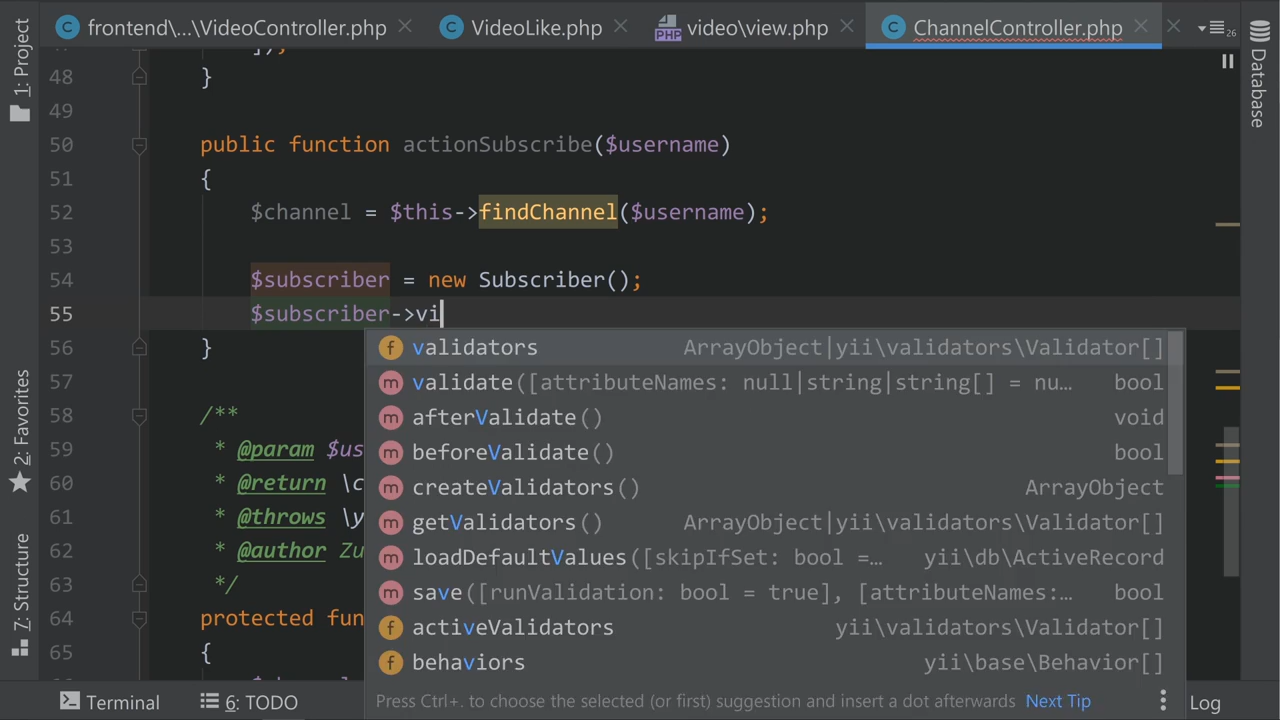 frontend\...\VideoController.php
VideoLike.php
video\view.php
ChannelController.php
26
1: Project
2: Favorites
7: Structure
Database
48 }
49
50 public function actionSubscribe($username)
51 {
52 $channel = $this->findChannel($username);
53
54 $subscriber = new Subscriber();
55 $subscriber->vi
56 }
57
58 /**
59 * @param $us
60 * @return \c
61 * @throws \y
62 * @author Zu
63 */
64 protected fun
65 {
validators ArrayObject|yii\validators\Validator[]
validate([attributeNames: null|string|string[] = nu... bool
afterValidate() void
beforeValidate() bool
createValidators() ArrayObject
getValidators() ArrayObject|yii\validators\Validator[]
loadDefaultValues([skipIfSet: bool =... yii\db\ActiveRecord
save([runValidation: bool = true], [attributeNames:... bool
activeValidators yii\validators\Validator[]
behaviors yii\base\Behavior[]
Press Ctrl+. to choose the selected (or first) suggestion and insert a dot afterwards Next Tip
Terminal
6: TODO
Log